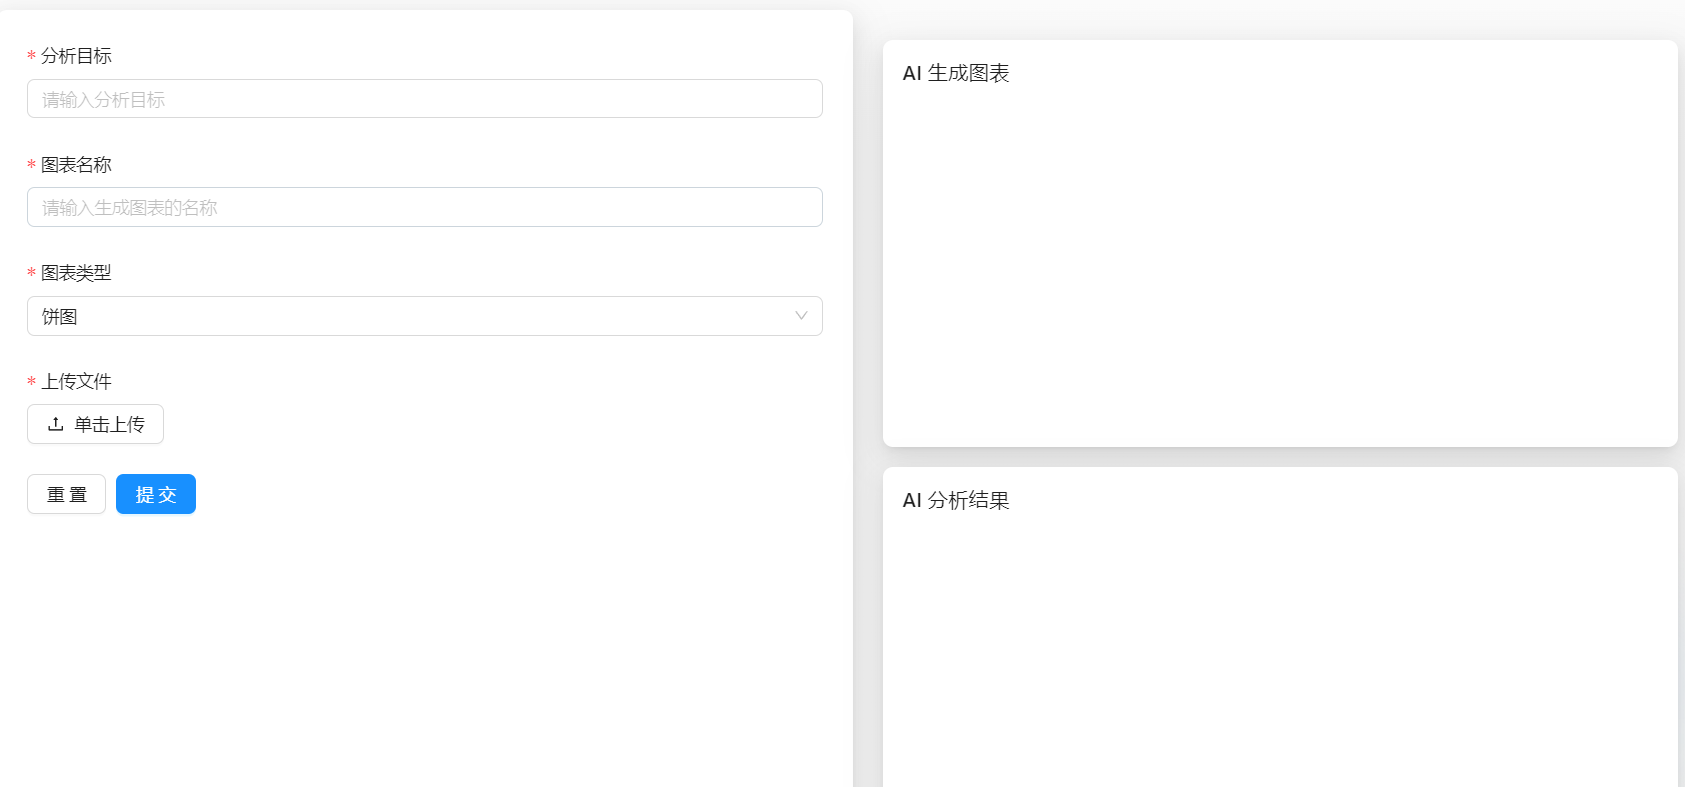 * 分析目标
请输入分析目标
* 图表名称
请输入生成图表的名称
* 图表类型
饼图
* 上传文件
单击上传
重 置
提 交
AI 生成图表
AI 分析结果